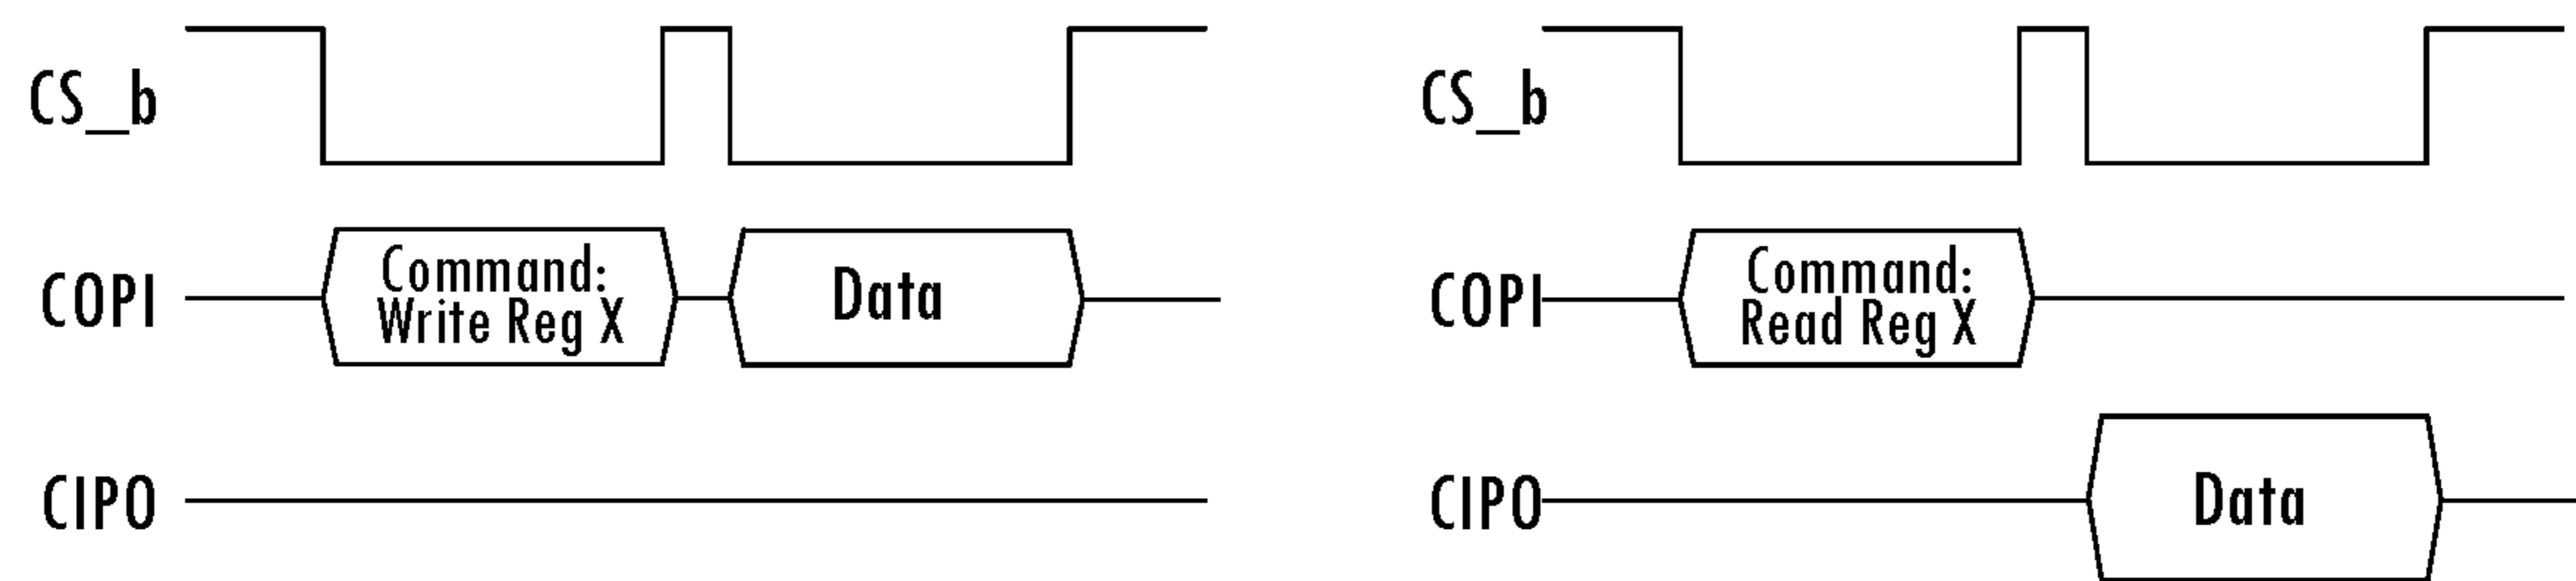 CS_b
COPI
Command:
Write Reg X
Data
CIPO
CS_b
COPI
Command:
Read Reg X
CIPO
Data